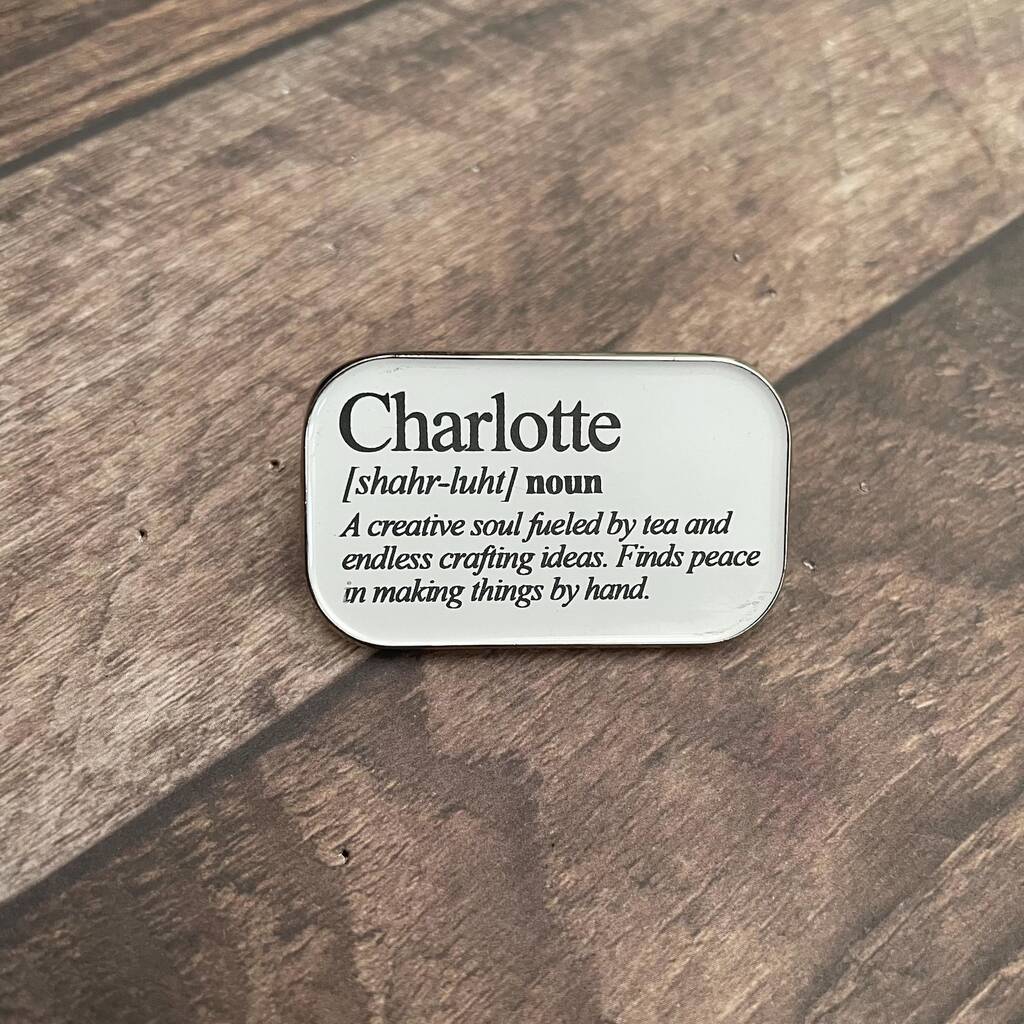 Charlotte
[shahr-luht] noun
A creative soul fueled by tea and
endless crafting ideas. Finds peace
in making things by hand.